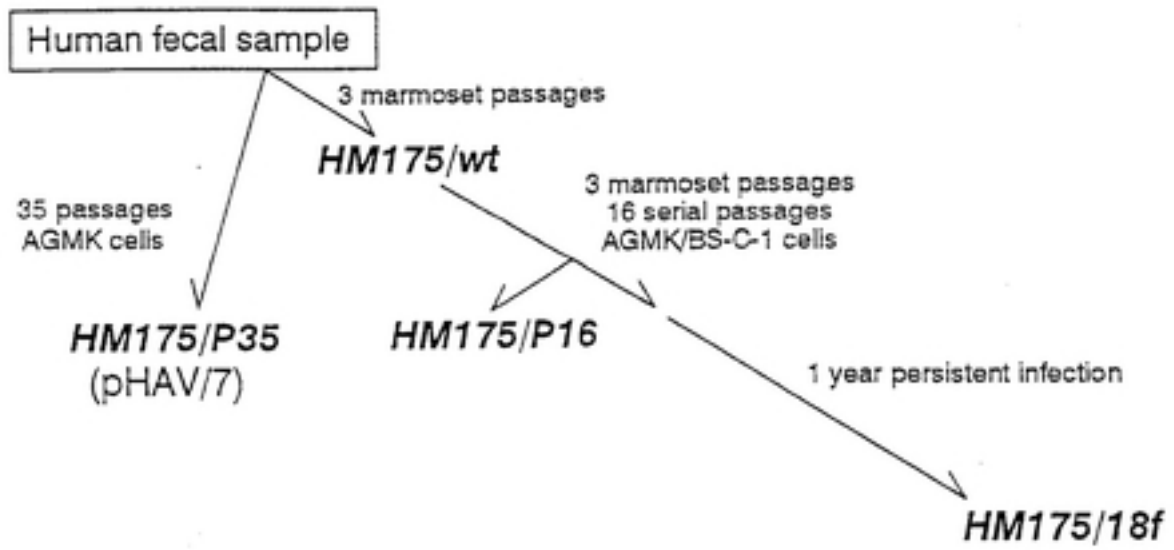 Human fecal sample
3 marmoset passages
HM175/wt
3 marmoset passages
16 serial passages
AGMK/BS-C-1 cells
35 passages
AGMK cells
HM175/P35
(pHAV/7)
HM175/P16
1 year persistent infection
HM175/18f